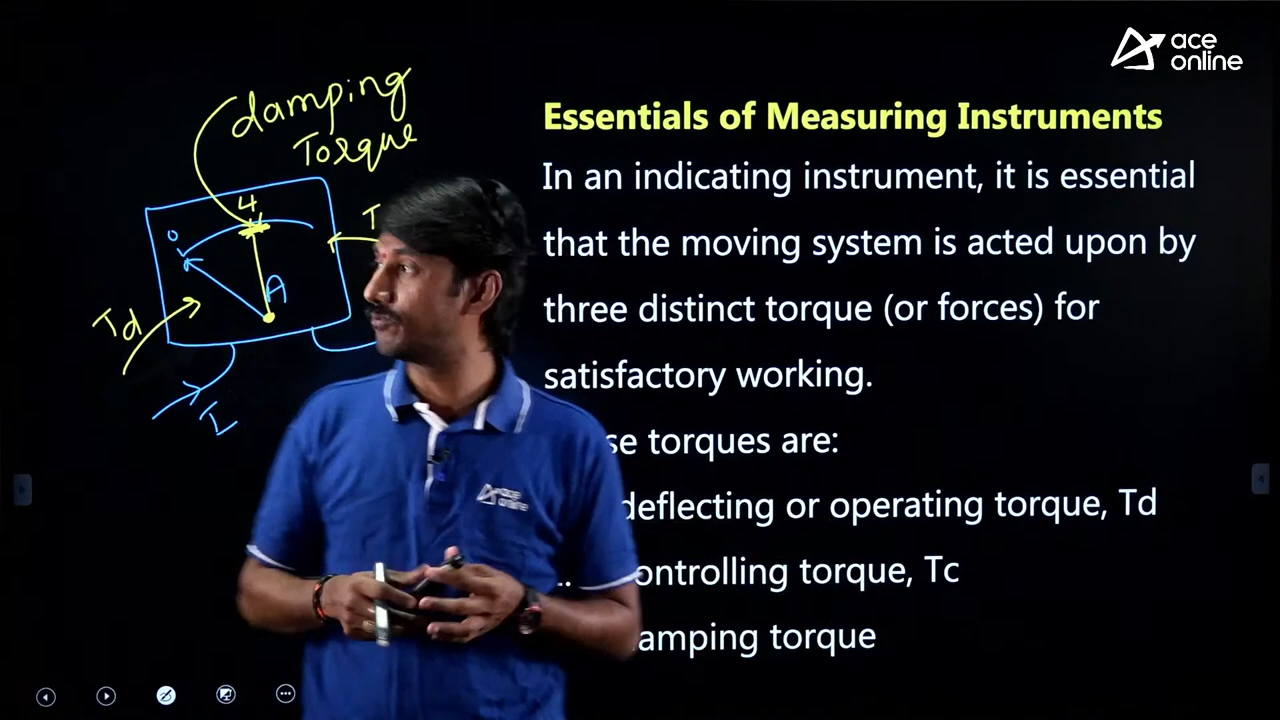 ace
online
damping
Torque
4
0
T
A
Td
I
Essentials of Measuring Instruments
In an indicating instrument, it is essential
that the moving system is acted upon by
three distinct torque (or forces) for
satisfactory working.
se torques are:
deflecting or operating torque, Td
ontrolling torque, Tc
amping torque
ace
online